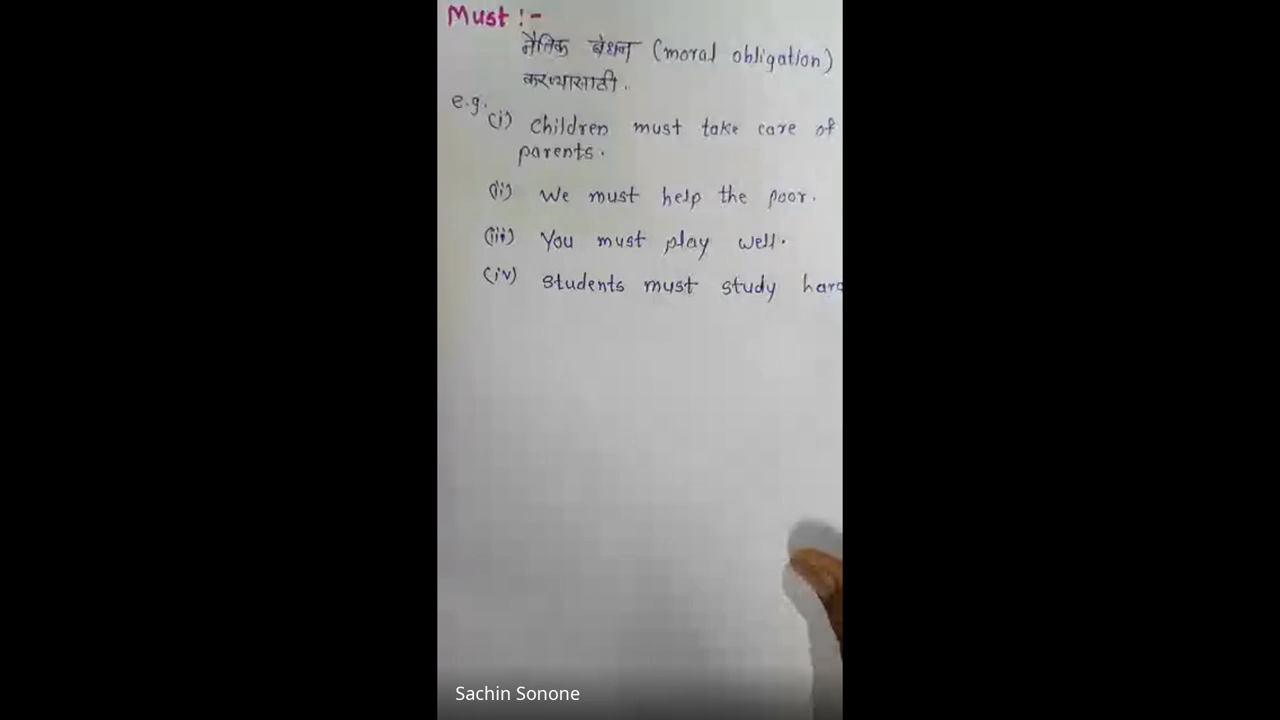 Must :-
नैतिक बंधन (moral obligation)
करण्यासाठी.
e.g.
(i) Children must take care of
parents.
(ii) We must help the poor.
(iii) You must play well.
(iv) Students must study hard
Sachin Sonone